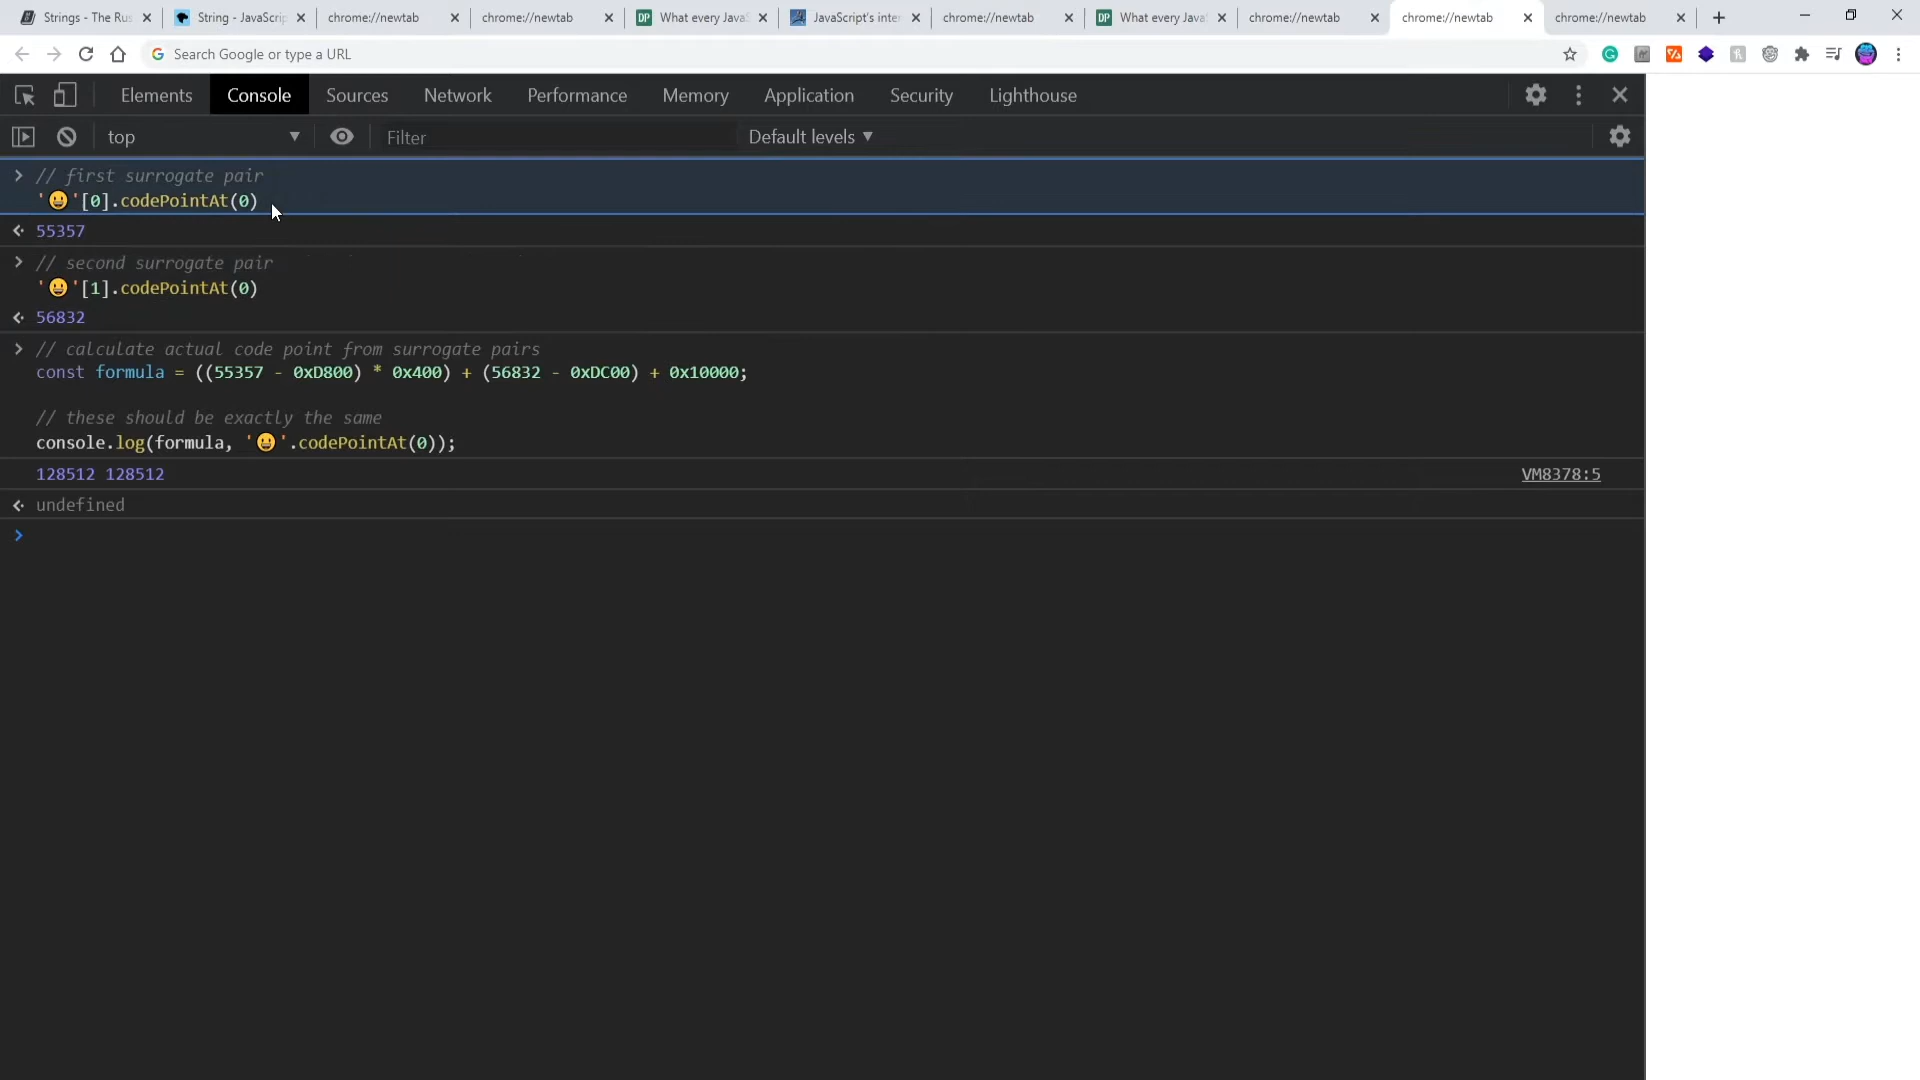 Strings - The Rus
String - JavaScrip
chrome://newtab
chrome://newtab
What every JavaS
JavaScript's inte
chrome://newtab
What every JavaS
chrome://newtab
chrome://newtab
chrome://newtab
Search Google or type a URL
Elements Console Sources Network Performance Memory Application Security Lighthouse
top Filter Default levels
// first surrogate pair
'😀'[0].codePointAt(0)
55357
// second surrogate pair
'😀'[1].codePointAt(0)
56832
// calculate actual code point from surrogate pairs
const formula = ((55357 - 0xD800) * 0x400) + (56832 - 0xDC00) + 0x10000;
// these should be exactly the same
console.log(formula, '😀'.codePointAt(0));
128512 128512 VM8378:5
undefined